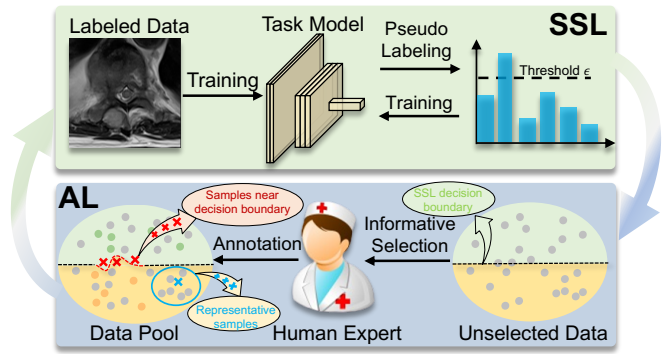 Labeled Data
Task Model
SSL
Pseudo
Labeling
Training
Training
Threshold ϵ
AL
Samples near
decision boundary
SSL decision
boundary
Annotation
Informative
Selection
Representative
samples
Data Pool
Human Expert
Unselected Data